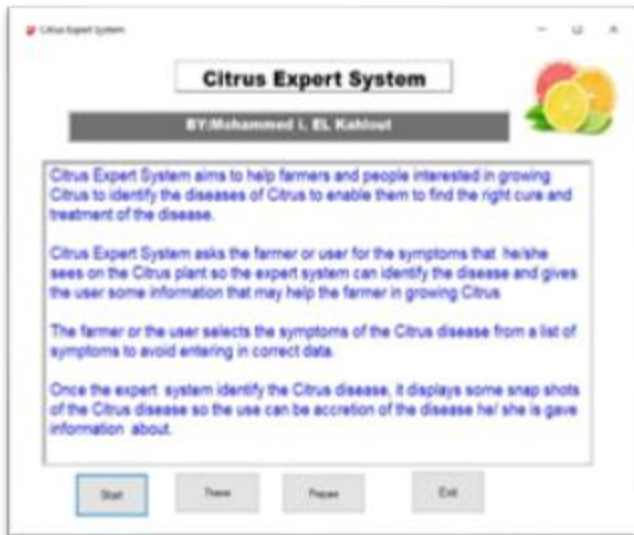 Citrus Expert System
Citrus Expert System
BY:Mohammed i. EL Kahlout
Citrus Expert System aims to help farmers and people interested in growing
Citrus to identify the diseases of Citrus to enable them to find the right cure and
treatment of the disease.
Citrus Expert System asks the farmer or user for the symptoms that he/she
sees on the Citrus plant so the expert system can identify the disease and gives
the user some information that may help the farmer in growing Citrus
The farmer or the user selects the symptoms of the Citrus disease from a list of
symptoms to avoid entering in correct data.
Once the expert system identify the Citrus disease, it displays some snap shots
of the Citrus disease so the use can be accretion of the disease he/ she is gave
information about.
Start
Exit